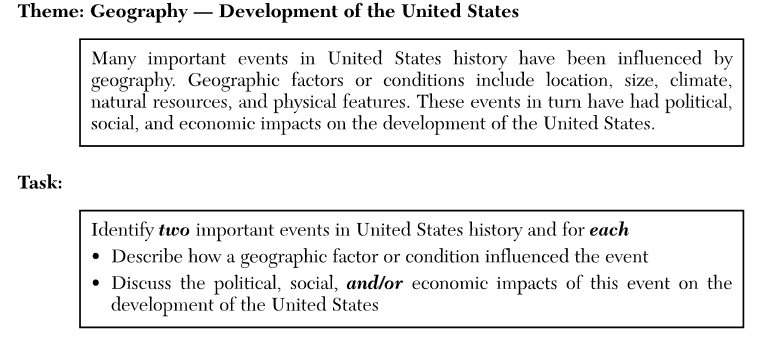 Theme: Geography — Development of the United States
Many important events in United States history have been influenced by
geography. Geographic factors or conditions include location, size, climate,
natural resources, and physical features. These events in turn have had political,
social, and economic impacts on the development of the United States.
Task:
Identify two important events in United States history and for each
• Describe how a geographic factor or condition influenced the event
• Discuss the political, social, and/or economic impacts of this event on the
development of the United States